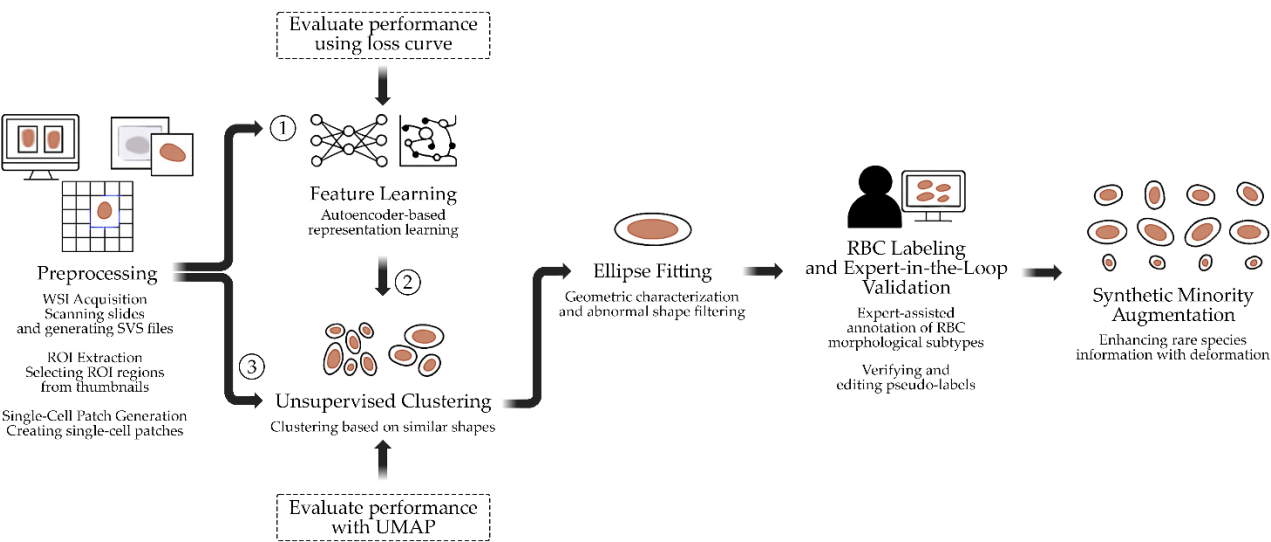 Evaluate performance
using loss curve
1
Feature Learning
Autoencoder-based
representation learning
2
Preprocessing
WSI Acquisition
Scanning slides
and generating SVS files
ROI Extraction
Selecting ROI regions
from thumbnails
Single-Cell Patch Generation
Creating single-cell patches
3
Unsupervised Clustering
Clustering based on similar shapes
Evaluate performance
with UMAP
Ellipse Fitting
Geometric characterization
and abnormal shape filtering
RBC Labeling
and Expert-in-the-Loop
Validation
Expert-assisted
annotation of RBC
morphological subtypes
Verifying and
editing pseudo-labels
Synthetic Minority
Augmentation
Enhancing rare species
information with deformation